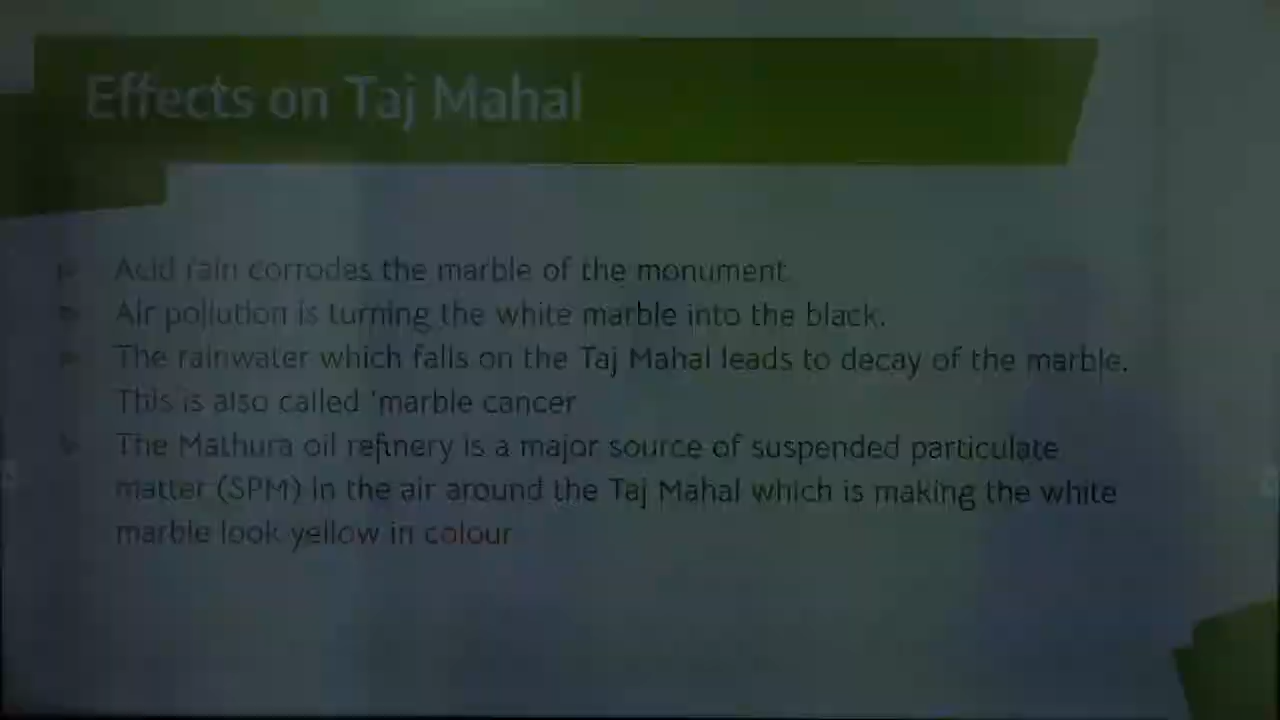 Effects on Taj Mahal
Acid rain corrodes the marble of the monument.
Air pollution is turning the white marble into the black.
The rainwater which falls on the Taj Mahal leads to decay of the marble.
This is also called 'marble cancer
The Mathura oil refinery is a major source of suspended particulate
matter (SPM) in the air around the Taj Mahal which is making the white
marble look yellow in colour